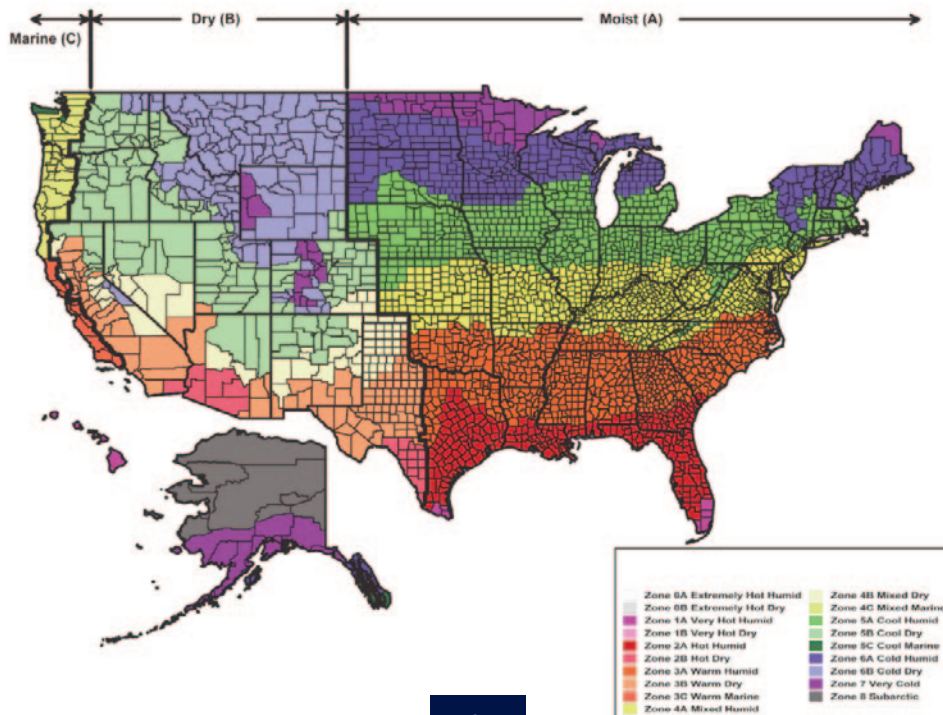 Dry (B)
Moist (A)
Marine (C)
Zone 0A Extremely Hot Humid
Zone 0B Extremely Hot Dry
Zone 1A Very Hot Humid
Zone 1B Very Hot Dry
Zone 2A Hot Humid
Zone 2B Hot Dry
Zone 3A Warm Humid
Zone 3B Warm Dry
Zone 3C Warm Marine
Zone 4A Mixed Humid
Zone 4B Mixed Dry
Zone 4C Mixed Marine
Zone 5A Cool Humid
Zone 5B Cool Dry
Zone 5C Cool Marine
Zone 6A Cold Humid
Zone 6B Cold Dry
Zone 7 Very Cold
Zone 8 Subarctic